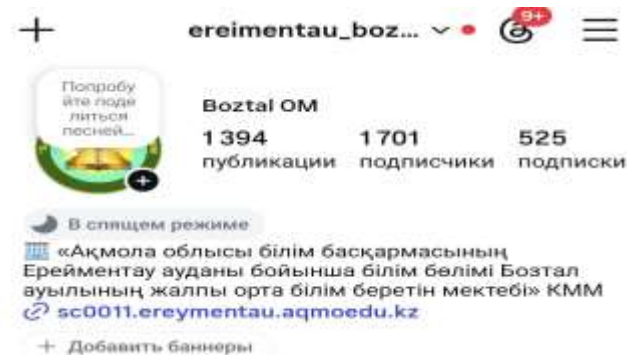 ereimentau_boz...
9+
Попробу
йте поде
литься
песней...
Boztal OM
1 394 1 701 525
публикации подписчики подписки
В спящем режиме
«Ақмола облысы білім басқармасының
Ерейментау ауданы бойынша білім бөлімі Бозтал
ауылының жалпы орта білім беретін мектебі» КММ
sc0011.ereymentau.aqmoedu.kz
+ Добавить баннеры